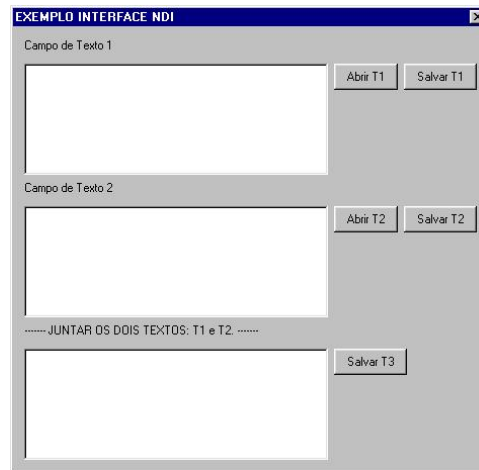 EXEMPLO INTERFACE NDI
Campo de Texto 1
Abrir T1 Salvar T1
Campo de Texto 2
Abrir T2 Salvar T2
------- JUNTAR OS DOIS TEXTOS: T1 e T2. -------
Salvar T3